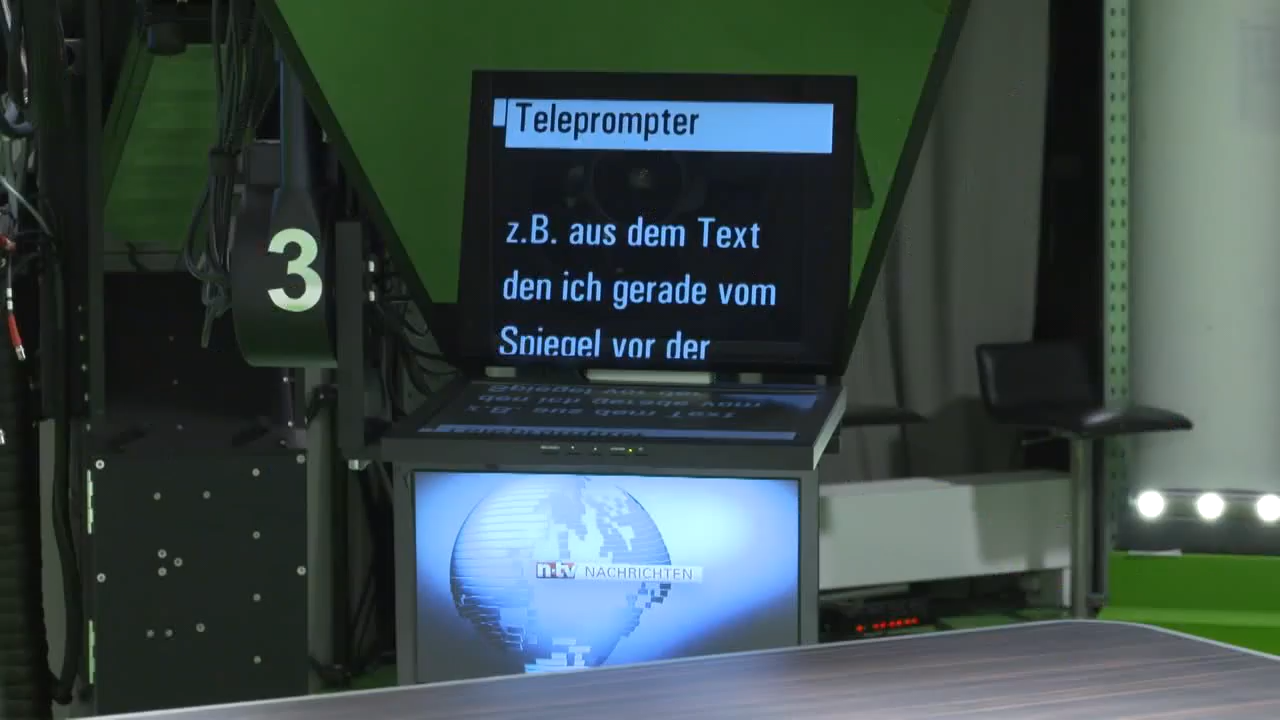 3
Teleprompter
z.B. aus dem Text
den ich gerade vom
Spiegel vor der
n-tv NACHRICHTEN